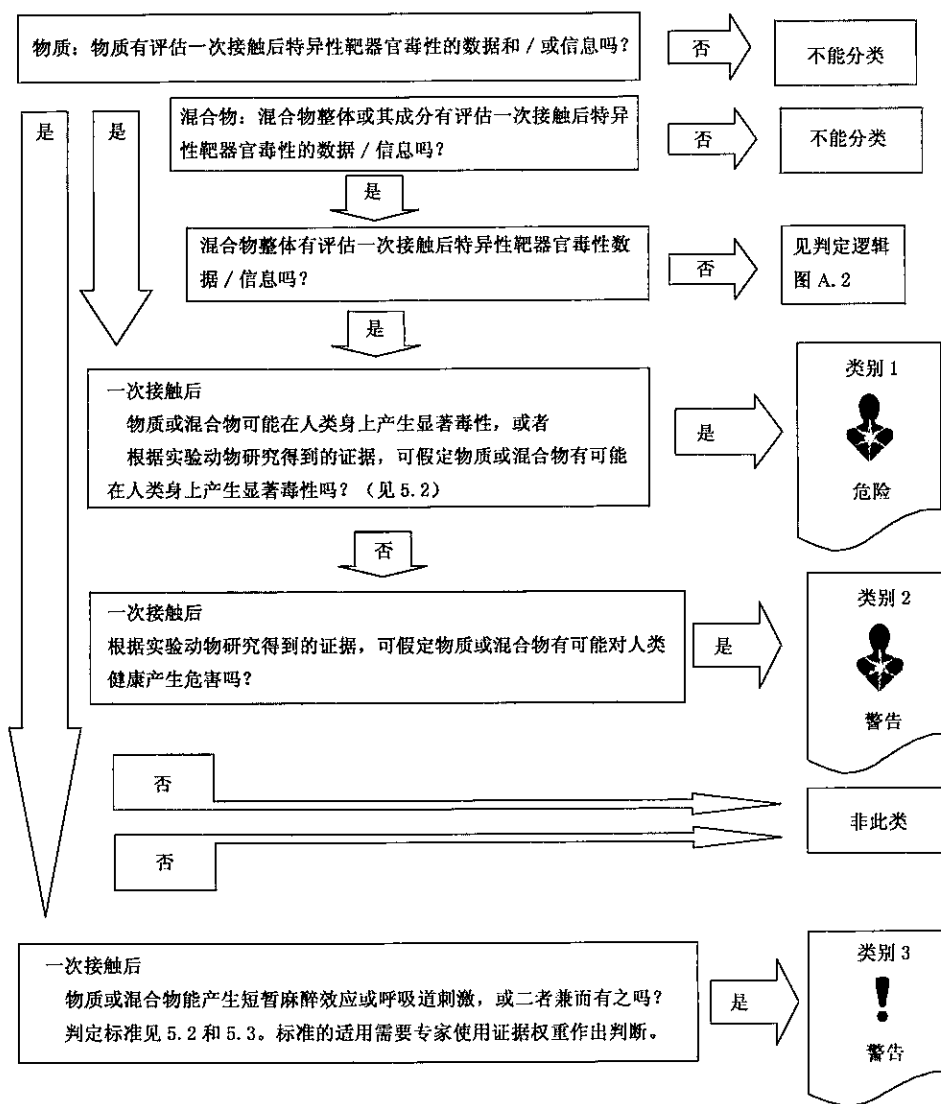 物质：物质有评估一次接触后特异性靶器官毒性的数据和／或信息吗？
否
不能分类
是
是
混合物：混合物整体或其成分有评估一次接触后特异
性靶器官毒性的数据／信息吗？
否
不能分类
是
混合物整体有评估一次接触后特异性靶器官毒性数
据／信息吗？
否
见判定逻辑
图 A.2
是
一次接触后
物质或混合物可能在人类身上产生显著毒性，或者
根据实验动物研究得到的证据，可假定物质或混合物有可能
在人类身上产生显著毒性吗？（见 5.2）
是
类别 1
危险
否
一次接触后
根据实验动物研究得到的证据，可假定物质或混合物有可能对人类
健康产生危害吗？
是
类别 2
警告
否
否
非此类
一次接触后
物质或混合物能产生短暂麻醉效应或呼吸道刺激，或二者兼而有之吗？
判定标准见 5.2 和 5.3。标准的适用需要专家使用证据权重作出判断。
是
类别 3
警告